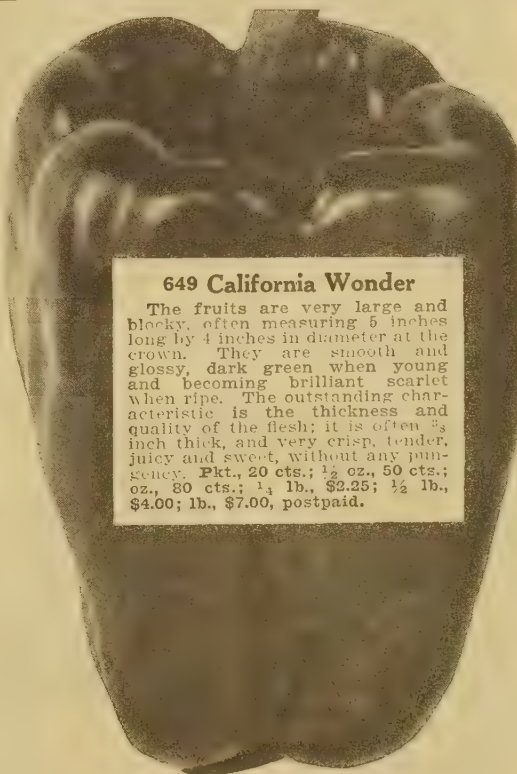 649 California Wonder
The fruits are very large and
blocky, often measuring 5 inches
long by 4 inches in diameter at the
crown. They are smooth and
glossy, dark green when young
and becoming brilliant scarlet
when ripe. The outstanding char-
acteristic is the thickness and
quality of the flesh; it is often ⅜
inch thick, and very crisp, tender,
juicy and sweet, without any pun-
gency. Pkt., 20 cts.; ½ oz., 50 cts.;
oz., 80 cts.; ¼ lb., $2.25; ½ lb.,
$4.00; lb., $7.00, postpaid.